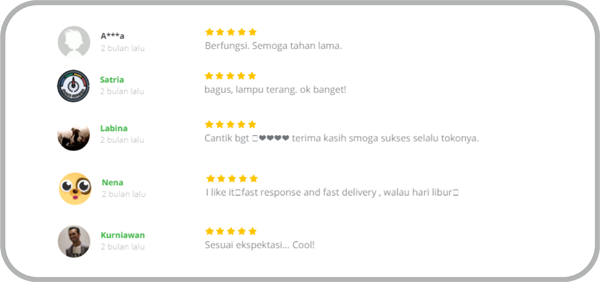 A***a
2 bulan lalu
Berfungsi. Semoga tahan lama.
Satria
2 bulan lalu
bagus, lampu terang. ok banget!
Labina
2 bulan lalu
Cantik bgt □❤❤❤❤ terima kasih smoga sukses selalu tokonya.
Nena
2 bulan lalu
I like it□fast response and fast delivery , walau hari libur□
Kurniawan
2 bulan lalu
Sesuai ekspektasi... Cool!